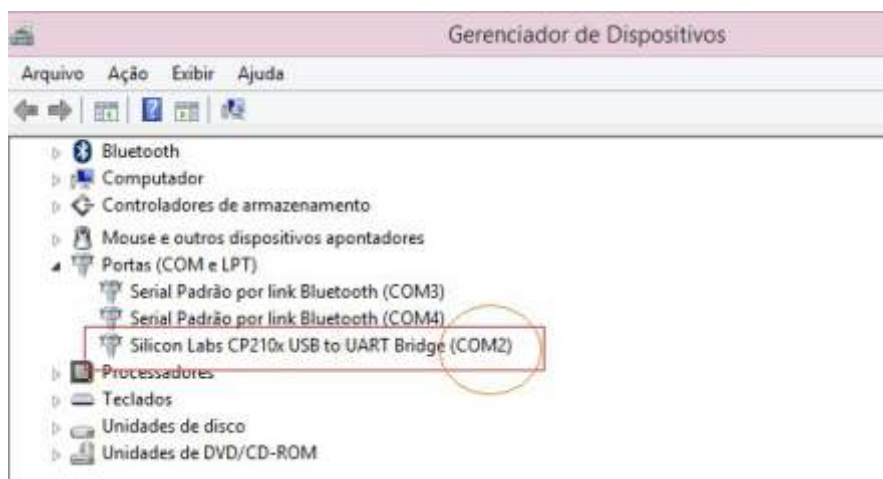 Gerenciador de Dispositivos
Arquivo Ação Exibir Ajuda
Bluetooth
Computador
Controladores de armazenamento
Mouse e outros dispositivos apontadores
Portas (COM e LPT)
Serial Padrão por link Bluetooth (COM3)
Serial Padrão por link Bluetooth (COM4)
Silicon Labs CP210x USB to UART Bridge (COM2)
Processadores
Teclados
Unidades de disco
Unidades de DVD/CD-ROM